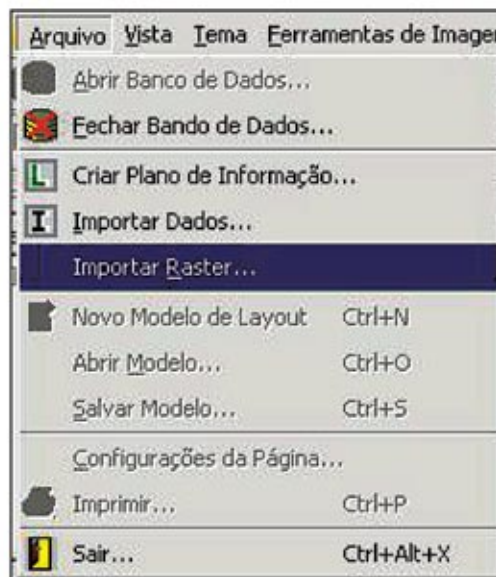 Arquivo Vista Tema Ferramentas de Image
Abrir Banco de Dados...
Fechar Bando de Dados...
L Criar Plano de Informação...
I Importar Dados...
Importar Raster...
Novo Modelo de Layout Ctrl+N
Abrir Modelo... Ctrl+O
Salvar Modelo... Ctrl+S
Configurações da Página...
Imprimir... Ctrl+P
Sair... Ctrl+Alt+X